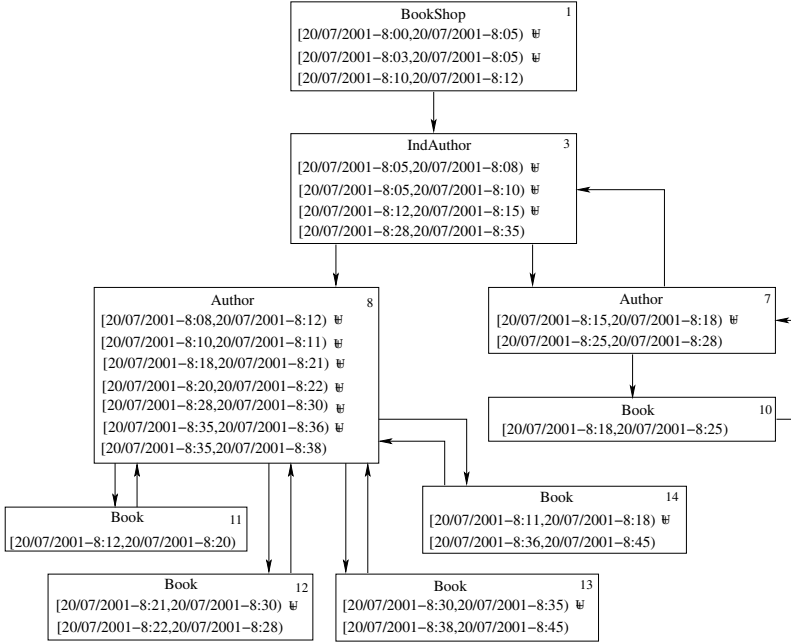 BookShop 1
[20/07/2001−8:00,20/07/2001−8:05) ⊎
[20/07/2001−8:03,20/07/2001−8:05) ⊎
[20/07/2001−8:10,20/07/2001−8:12)
IndAuthor 3
[20/07/2001−8:05,20/07/2001−8:08) ⊎
[20/07/2001−8:05,20/07/2001−8:10) ⊎
[20/07/2001−8:12,20/07/2001−8:15) ⊎
[20/07/2001−8:28,20/07/2001−8:35)
Author 8
[20/07/2001−8:08,20/07/2001−8:12) ⊎
[20/07/2001−8:10,20/07/2001−8:11) ⊎
[20/07/2001−8:18,20/07/2001−8:21) ⊎
[20/07/2001−8:20,20/07/2001−8:22) ⊎
[20/07/2001−8:28,20/07/2001−8:30) ⊎
[20/07/2001−8:35,20/07/2001−8:36) ⊎
[20/07/2001−8:35,20/07/2001−8:38)
Author 7
[20/07/2001−8:15,20/07/2001−8:18) ⊎
[20/07/2001−8:25,20/07/2001−8:28)
Book 10
[20/07/2001−8:18,20/07/2001−8:25)
Book 11
[20/07/2001−8:12,20/07/2001−8:20)
Book 14
[20/07/2001−8:11,20/07/2001−8:18) ⊎
[20/07/2001−8:36,20/07/2001−8:45)
Book 12
[20/07/2001−8:21,20/07/2001−8:30) ⊎
[20/07/2001−8:22,20/07/2001−8:28)
Book 13
[20/07/2001−8:30,20/07/2001−8:35) ⊎
[20/07/2001−8:38,20/07/2001−8:45)